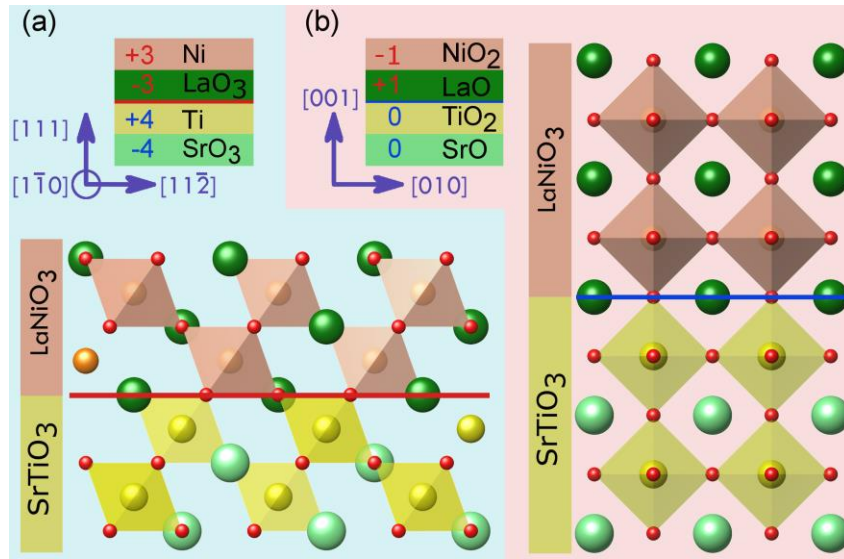 (a)
+3 Ni
-3 LaO₃
+4 Ti
-4 SrO₃
[111]
[11̄0]
[112̄]
LaNiO₃
SrTiO₃
(b)
-1 NiO₂
+1 LaO
0 TiO₂
0 SrO
[001]
[010]
LaNiO₃
SrTiO₃